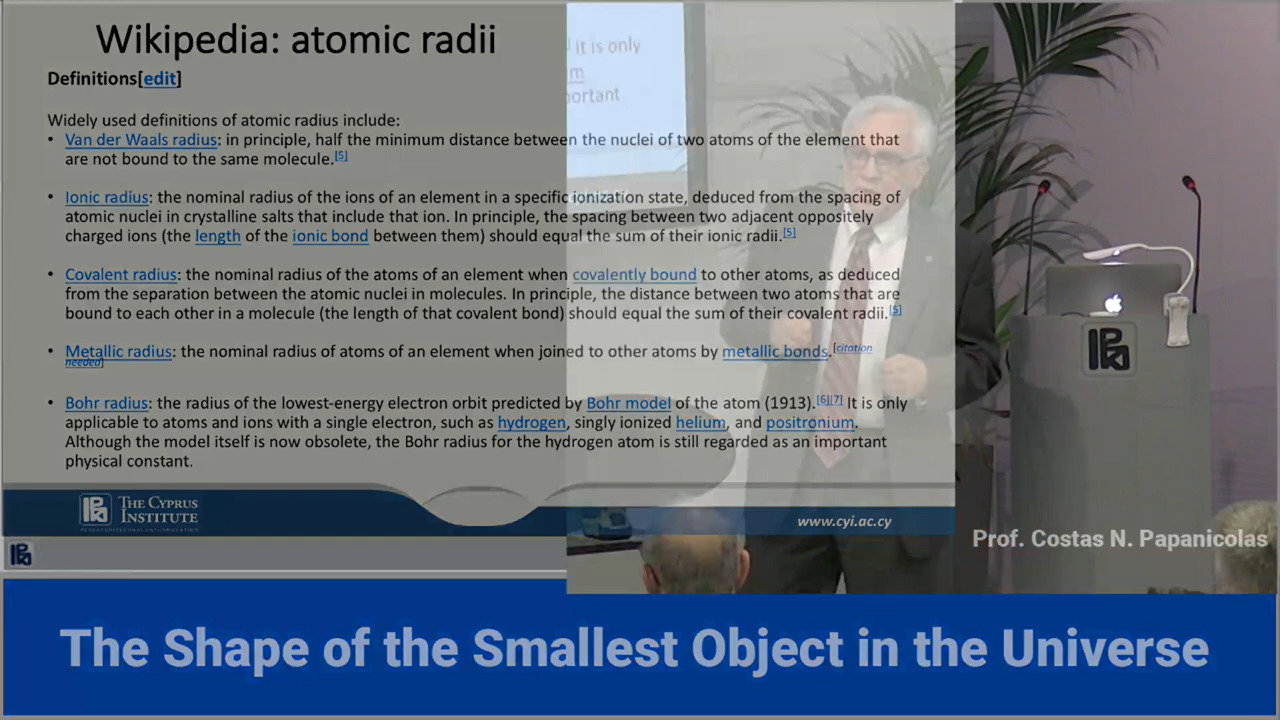 Wikipedia: atomic radii
Definitions[edit]
Widely used definitions of atomic radius include:
• Van der Waals radius: in principle, half the minimum distance between the nuclei of two atoms of the element that
are not bound to the same molecule.[5]
• Ionic radius: the nominal radius of the ions of an element in a specific ionization state, deduced from the spacing of
atomic nuclei in crystalline salts that include that ion. In principle, the spacing between two adjacent oppositely
charged ions (the length of the ionic bond between them) should equal the sum of their ionic radii.[5]
• Covalent radius: the nominal radius of the atoms of an element when covalently bound to other atoms, as deduced
from the separation between the atomic nuclei in molecules. In principle, the distance between two atoms that are
bound to each other in a molecule (the length of that covalent bond) should equal the sum of their covalent radii.[5]
• Metallic radius: the nominal radius of atoms of an element when joined to other atoms by metallic bonds.[citation
needed]
• Bohr radius: the radius of the lowest-energy electron orbit predicted by Bohr model of the atom (1913).[6][7] It is only
applicable to atoms and ions with a single electron, such as hydrogen, singly ionized helium, and positronium.
Although the model itself is now obsolete, the Bohr radius for the hydrogen atom is still regarded as an important
physical constant.
THE CYPRUS
INSTITUTE
www.cyi.ac.cy
it is only
m
portant
Prof. Costas N. Papanicolas
The Shape of the Smallest Object in the Universe